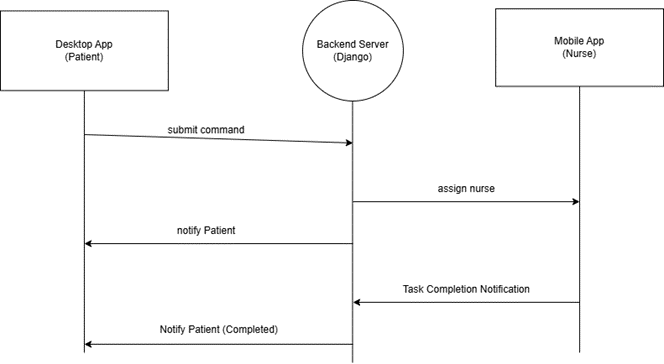 Desktop App
(Patient)
Backend Server
(Django)
Mobile App
(Nurse)
submit command
assign nurse
notify Patient
Task Completion Notification
Notify Patient (Completed)